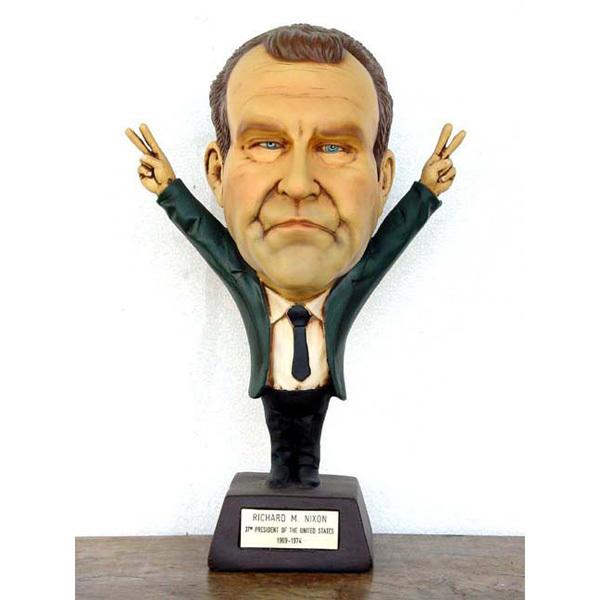 RICHARD M. NIXON
37TH PRESIDENT OF THE UNITED STATES
1969-1974